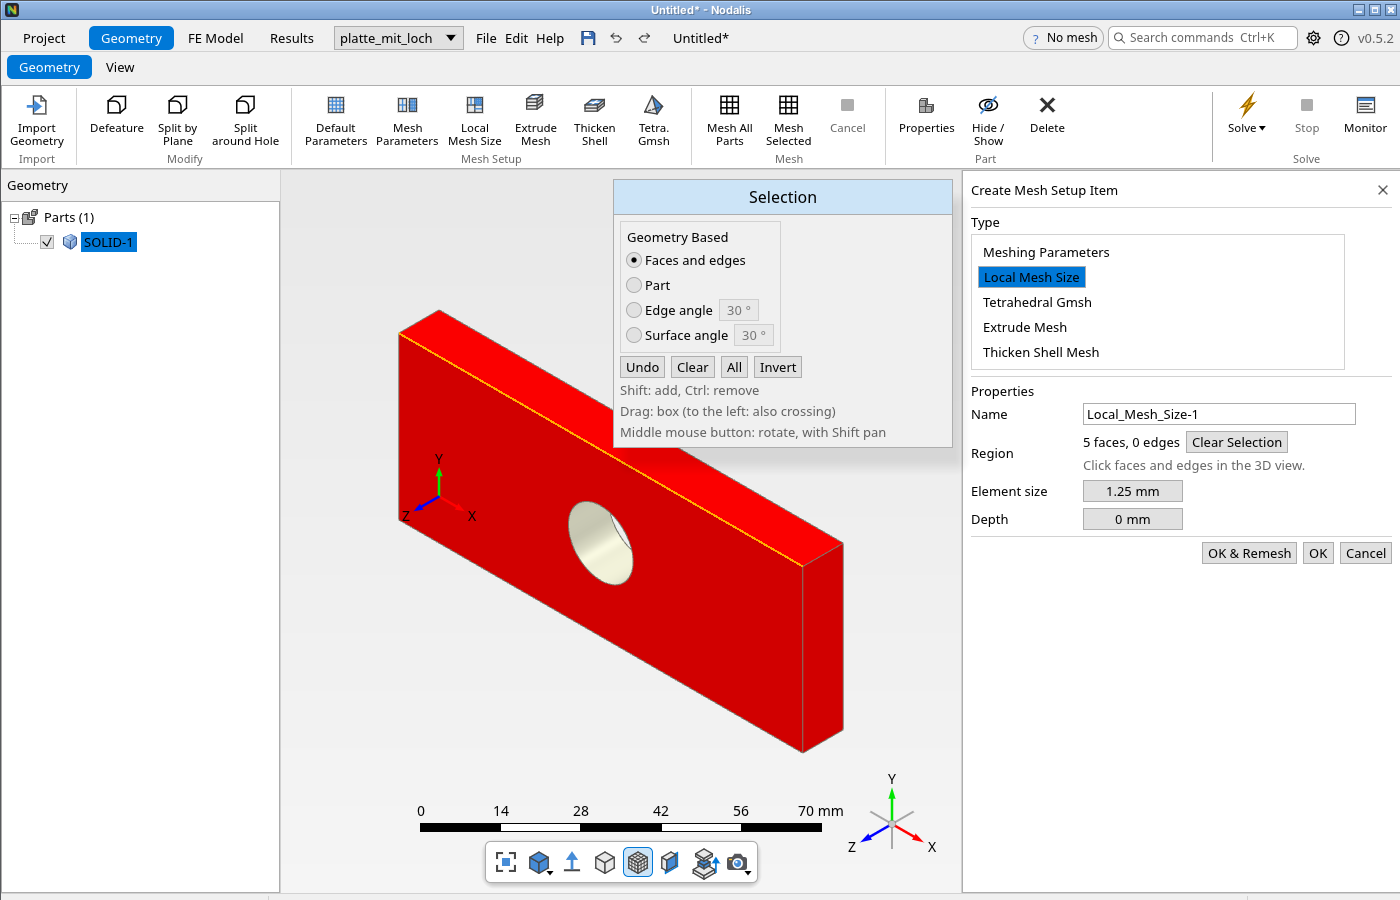 Untitled* - Nodalis
Project Geometry FE Model Results platte_mit_loch File Edit Help Untitled* ? No mesh Search commands Ctrl+K ? v0.5.2
Geometry View
Import Geometry
Defeature
Split by Plane
Split around Hole
Default Parameters
Mesh Parameters
Local Mesh Size
Extrude Mesh
Thicken Shell
Tetra. Gmsh
Mesh All Parts
Mesh Selected
Cancel
Properties
Hide / Show
Delete
Solve
Stop
Monitor
Import Modify Mesh Setup Mesh Part Solve
Geometry
Parts (1)
SOLID-1
Selection
Geometry Based
Faces and edges
Part
Edge angle 30 °
Surface angle 30 °
Undo Clear All Invert
Shift: add, Ctrl: remove
Drag: box (to the left: also crossing)
Middle mouse button: rotate, with Shift pan
Y
Z X
0 14 28 42 56 70 mm
Y
Z X
Create Mesh Setup Item
Type
Meshing Parameters
Local Mesh Size
Tetrahedral Gmsh
Extrude Mesh
Thicken Shell Mesh
Properties
Name Local_Mesh_Size-1
Region 5 faces, 0 edges Clear Selection
Click faces and edges in the 3D view.
Element size 1.25 mm
Depth 0 mm
OK & Remesh OK Cancel